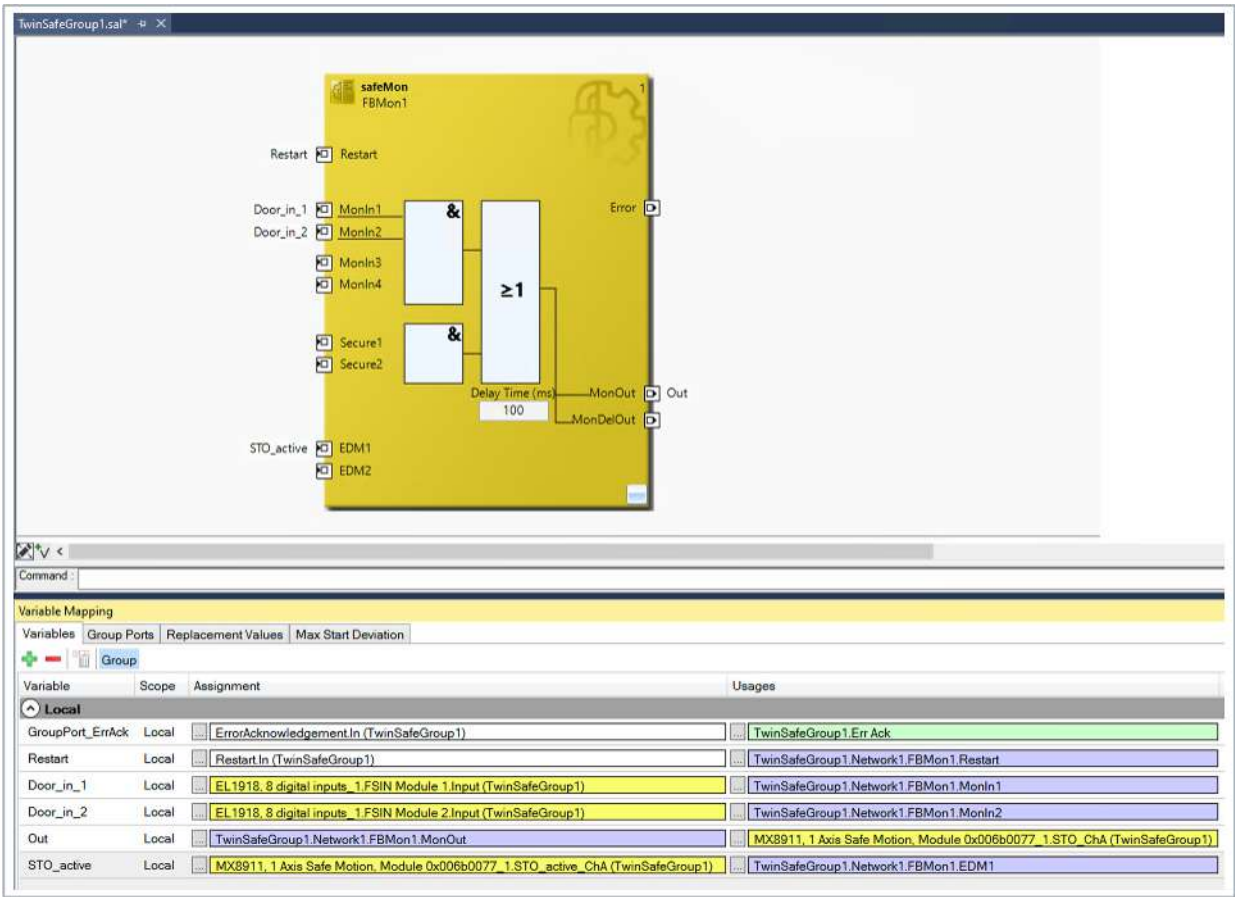 TwinSafeGroup1.sal*
safeMon 1
FBMon1
Restart Restart
Door_in_1 MonIn1 & Error
Door_in_2 MonIn2
MonIn3
MonIn4 ≥1
& 
Secure1
Secure2
Delay Time (ms) MonOut Out
100 MonDelOut
STO_active EDM1
EDM2
Command :
Variable Mapping
Variables Group Ports Replacement Values Max Start Deviation
Group
Variable Scope Assignment Usages
Local
GroupPort_ErrAck Local ... ErrorAcknowledgement.In (TwinSafeGroup1) ... TwinSafeGroup1.Err Ack
Restart Local ... Restart.In (TwinSafeGroup1) ... TwinSafeGroup1.Network1.FBMon1.Restart
Door_in_1 Local ... EL1918, 8 digital inputs_1.FSIN Module 1.Input (TwinSafeGroup1) ... TwinSafeGroup1.Network1.FBMon1.MonIn1
Door_in_2 Local ... EL1918, 8 digital inputs_1.FSIN Module 2.Input (TwinSafeGroup1) ... TwinSafeGroup1.Network1.FBMon1.MonIn2
Out Local ... TwinSafeGroup1.Network1.FBMon1.MonOut ... MX8911, 1 Axis Safe Motion, Module 0x006b0077_1.STO_ChA (TwinSafeGroup1)
STO_active Local ... MX8911, 1 Axis Safe Motion, Module 0x006b0077_1.STO_active_ChA (TwinSafeGroup1) ... TwinSafeGroup1.Network1.FBMon1.EDM1